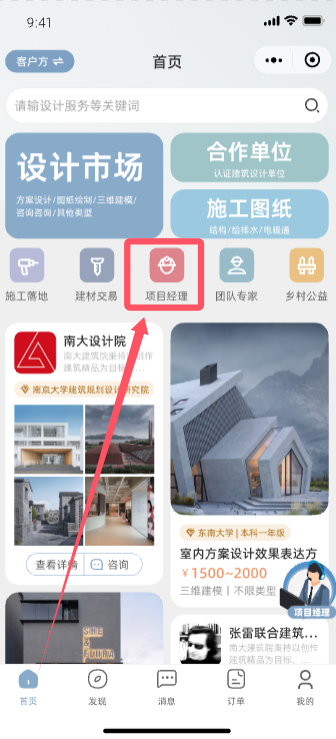 9:41
客户方
首页
请输设计服务等关键词
设计市场
方案设计/图纸绘制/三维建模/
咨询咨询/其他类型
合作单位
认证建筑设计单位
施工图纸
结构/给排水/电暖通
施工落地
建材交易
项目经理
团队专家
乡村公益
南大设计院
南大建筑院秉持以创作
建筑精品为目标、...
南京大学建筑规划设计研究院
查看详情
咨询
东南大学 | 本科一年级
室内方案设计效果表达方
¥1500~2000
三维建模 | 不限类型
项目经理
SHE
&
FUURA
张雷联合建筑...
南大建筑院秉持以创作
建筑精品为目标、...
首页
发现
消息
订单
我的